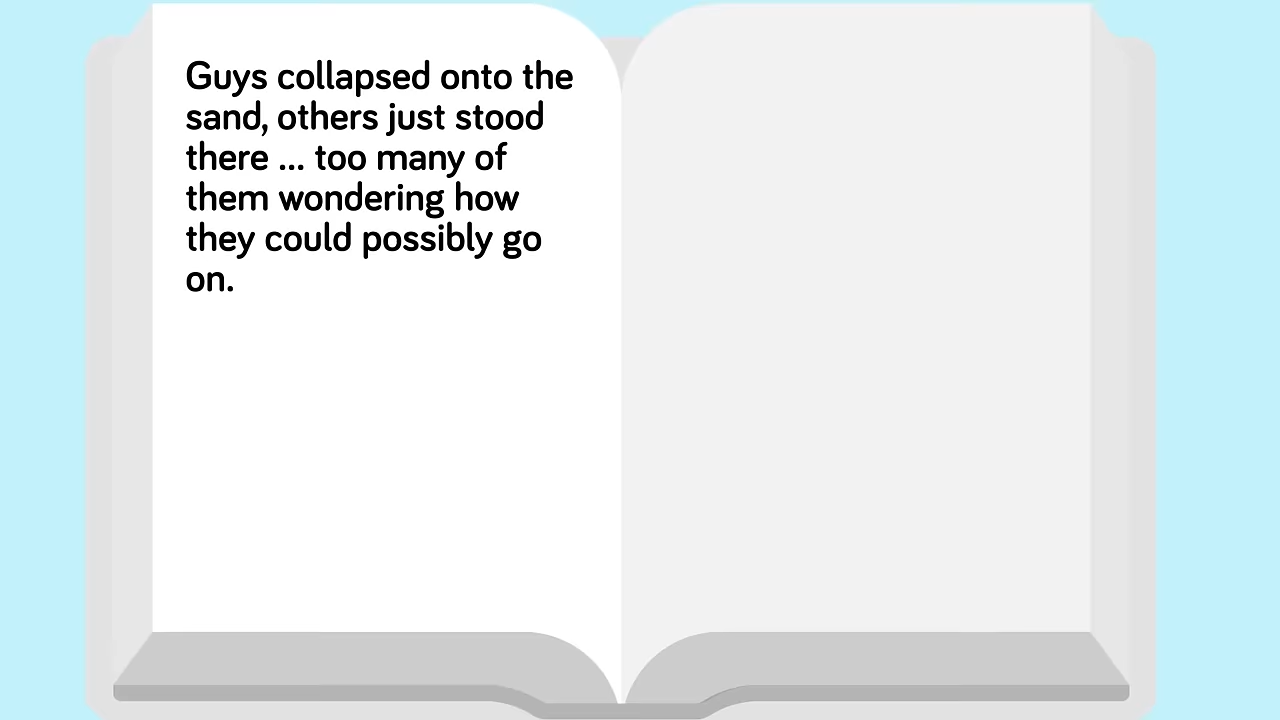 Guys collapsed onto the
sand, others just stood
there ... too many of
them wondering how
they could possibly go
on.